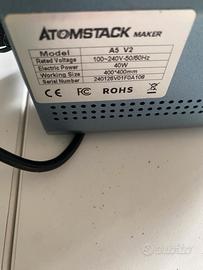 ATOMSTACK MAKER
Model A5 V2
Rated Voltage 100~240V-50/60Hz
Electric Power 40W
Working Size 400*400mm
Serial Number 240126V01F0A108
CE FC ROHS
subito